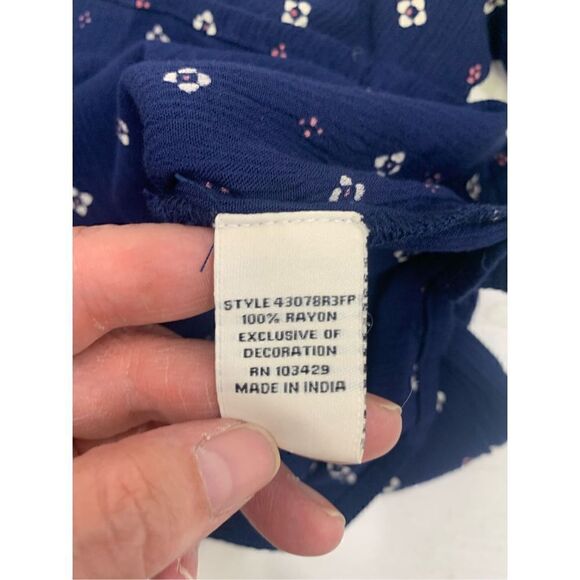 STYLE 43078R3FP
100% RAYON
EXCLUSIVE OF
DECORATION
RN 103429
MADE IN INDIA